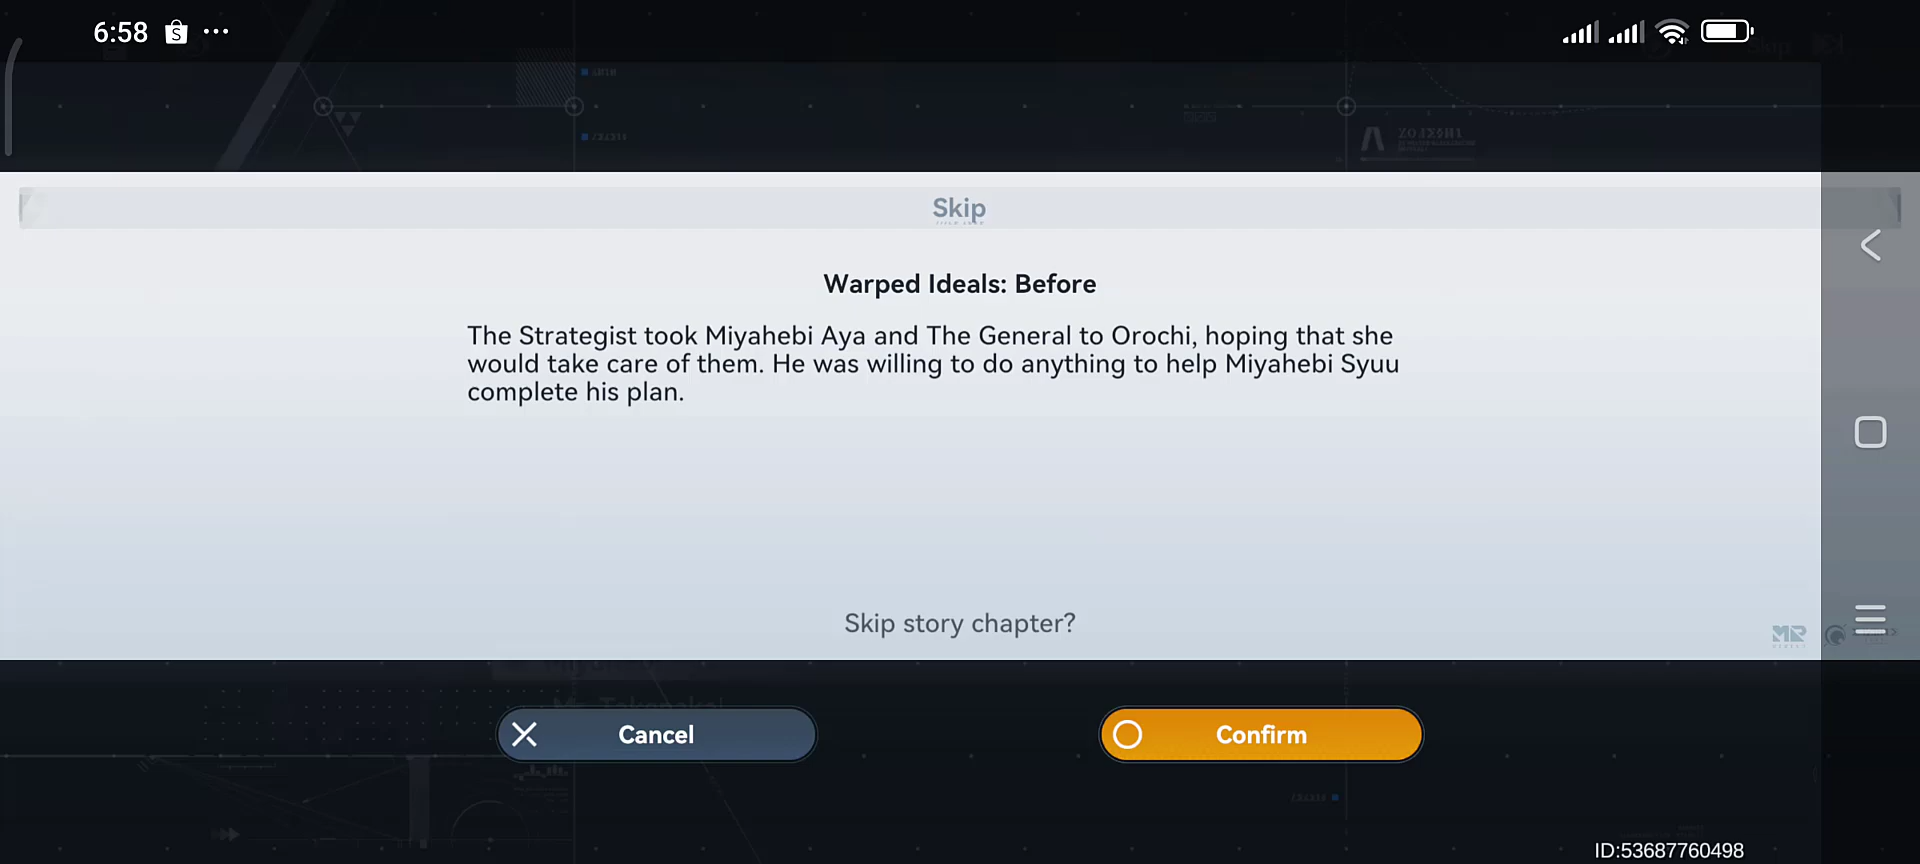 6:58
Skip
Warped Ideals: Before
The Strategist took Miyahebi Aya and The General to Orochi, hoping that she
would take care of them. He was willing to do anything to help Miyahebi Syuu
complete his plan.
Skip story chapter?
Cancel
Confirm
ID:53687760498